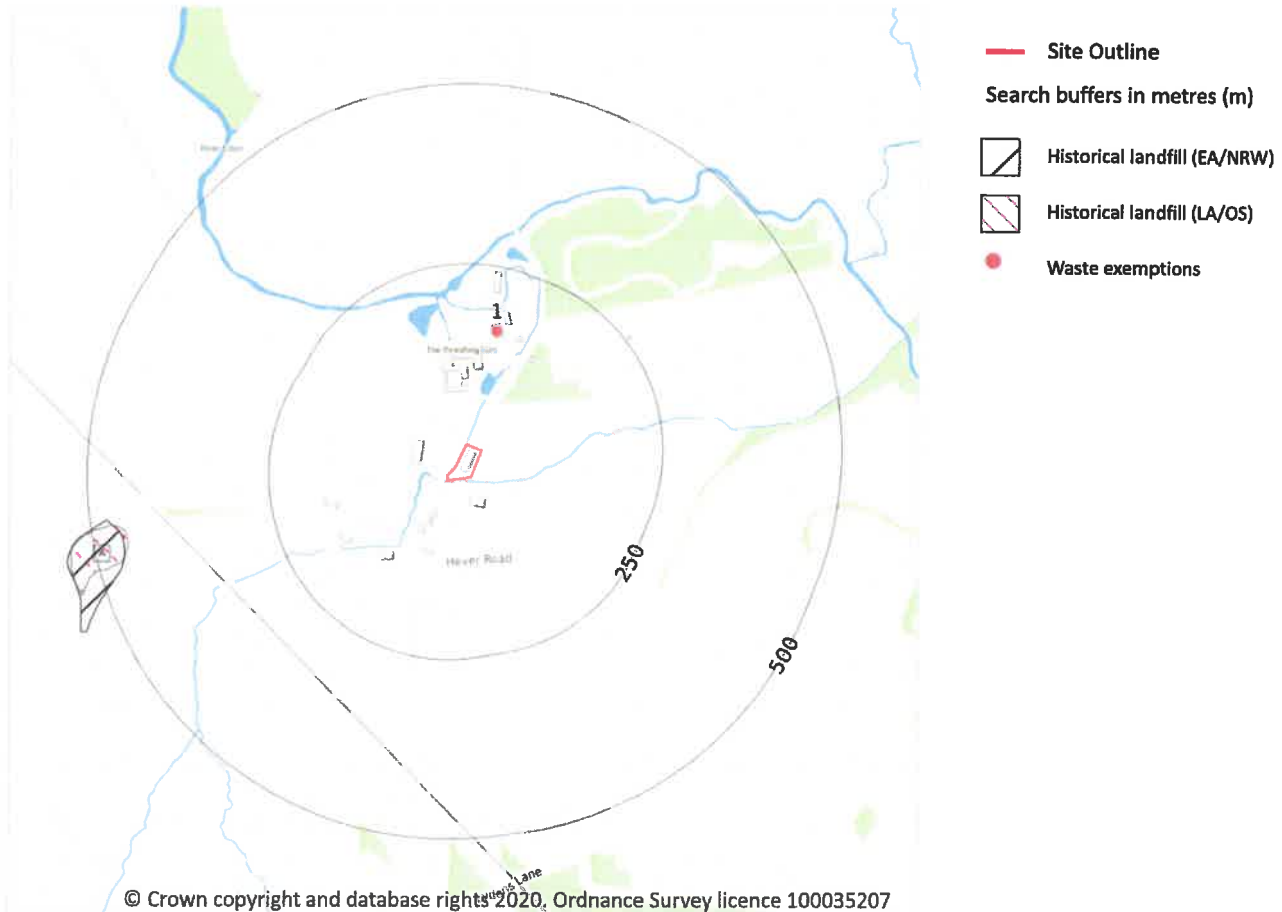 Site Outline
Search buffers in metres (m)
Historical landfill (EA/NRW)
Historical landfill (LA/OS)
Waste exemptions
1
Hever Road
250
500
Lane
© Crown copyright and database rights 2020, Ordnance Survey licence 100035207